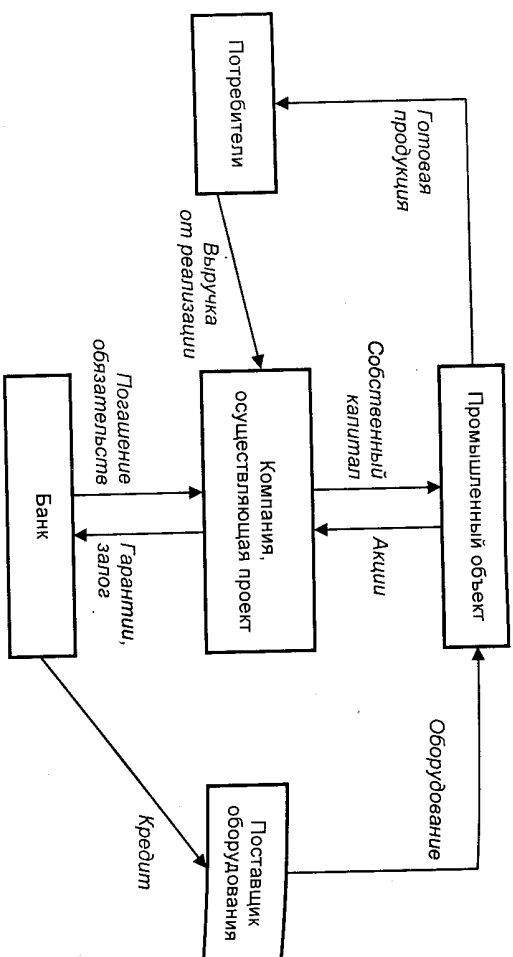 Промышленный объект
Готовая
продукция
Оборудование
Собственный
капитал
Акции
Потребители
Выручка
от реализации
Компания,
осуществляющая проект
Поставщик
оборудования
Погашение
обязательств
Гарантии,
залог
Кредит
Банк